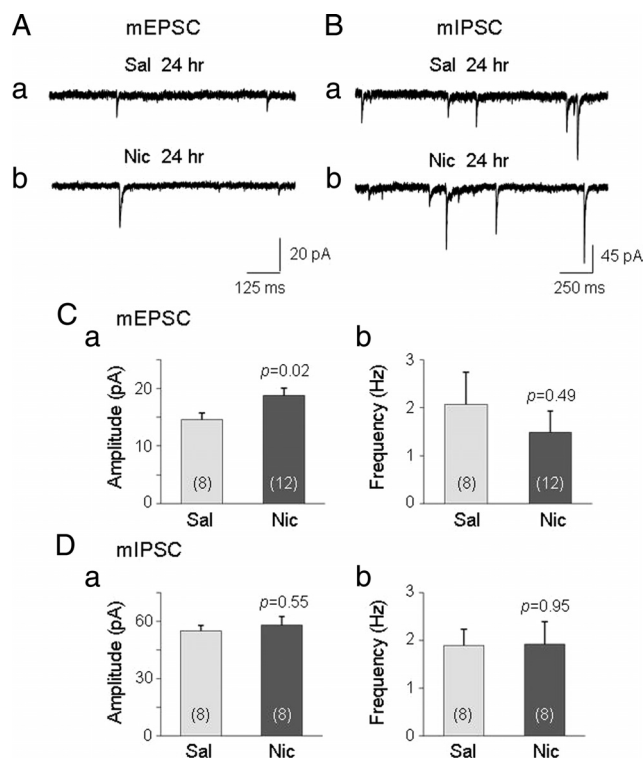 A mEPSC
Sal 24 hr
a
Nic 24 hr
b
20 pA
125 ms
B mIPSC
Sal 24 hr
a
Nic 24 hr
b
45 pA
250 ms
C mEPSC
a
Amplitude (pA)
20
10
0
p=0.02
(8)
(12)
Sal Nic
b
Frequency (Hz)
3
2
1
0
p=0.49
(8)
(12)
Sal Nic
D mIPSC
a
Amplitude (pA)
60
30
0
p=0.55
(8)
(8)
Sal Nic
b
Frequency (Hz)
3
2
1
0
p=0.95
(8)
(8)
Sal Nic